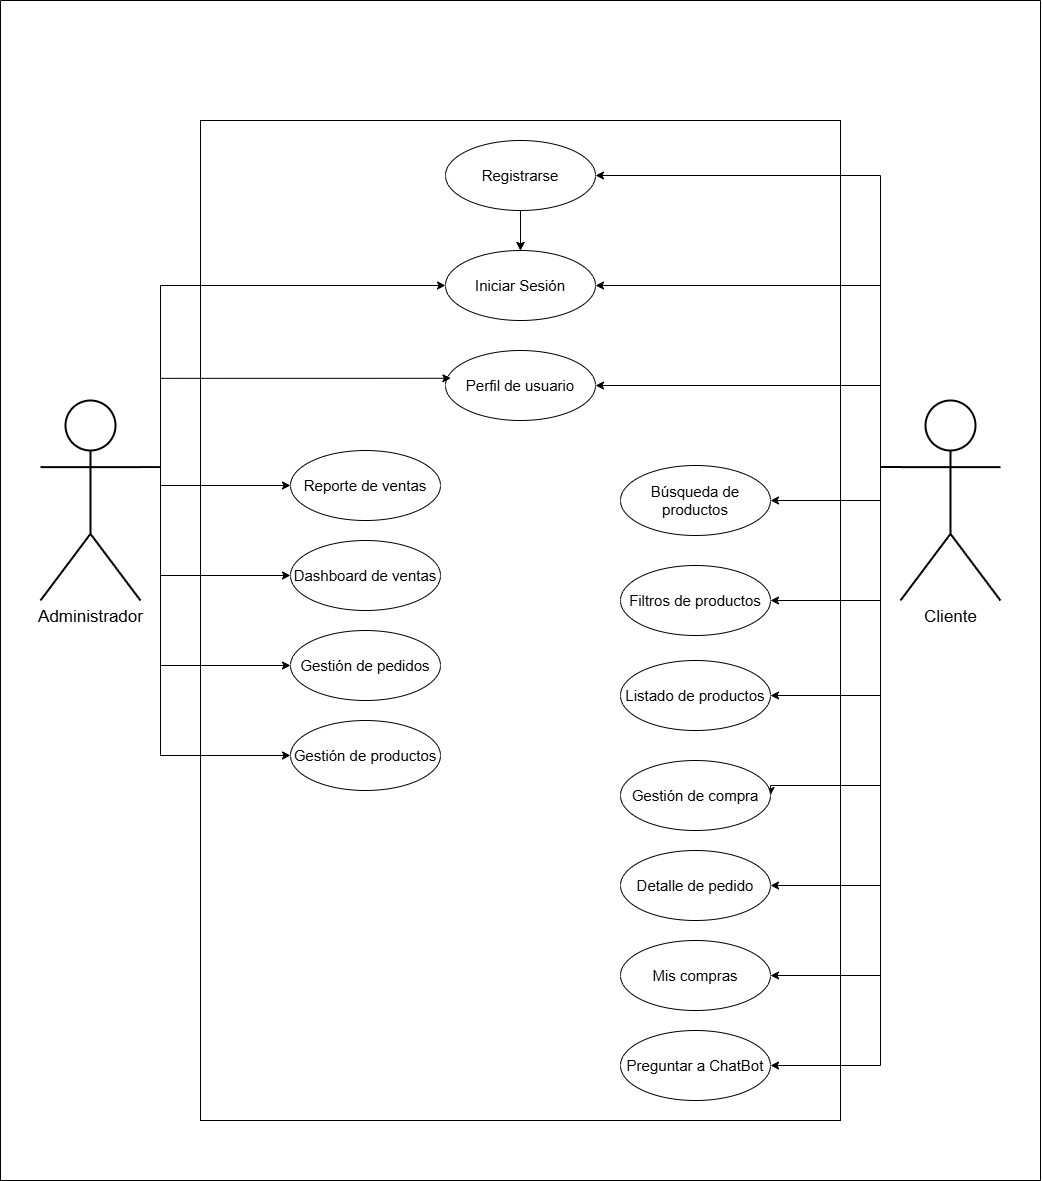 Registrarse
Iniciar Sesión
Perfil de usuario
Reporte de ventas
Dashboard de ventas
Gestión de pedidos
Gestión de productos
Administrador
Búsqueda de
productos
Filtros de productos
Listado de productos
Gestión de compra
Detalle de pedido
Mis compras
Preguntar a ChatBot
Cliente